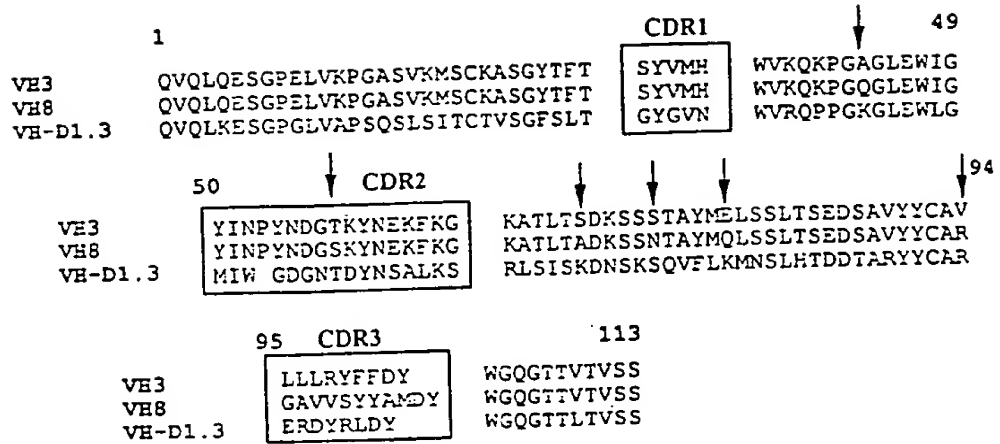 1 CDR1 49
VH3 QVQLQESGPELVKPGASVKMSCKASGYTFT SYVMH WVKQKPGAGLEWIG
VH8 QVQLQESGPELVKPGASVKMSCKASGYTFT SYVMH WVKQKPGQGLEWIG
VH-D1.3 QVQLKESGPGLVAPSQSLSITCTVSGFSLT GYGVN WVRQPPGKGLEWLG
50 CDR2 94
VH3 YINPYNDGTKYNEKFKG KATLTSDKSSSTAYMELSSLTSEDSAVYYCAV
VH8 YINPYNDGSKYNEKFKG KATLTADKSSNTAYMQLSSLTSEDSAVYYCAR
VH-D1.3 MIW GDGNTDYNSALKS RLSISKDNSKSQVFLKMNSLHTDDTARYYCAR
95 CDR3 113
VH3 LLLRYFFDY WGQGTTVTVSS
VH8 GAVVSYYAMDY WGQGTTVTVSS
VH-D1.3 ERDYRLDY WGQGTTLTVSS